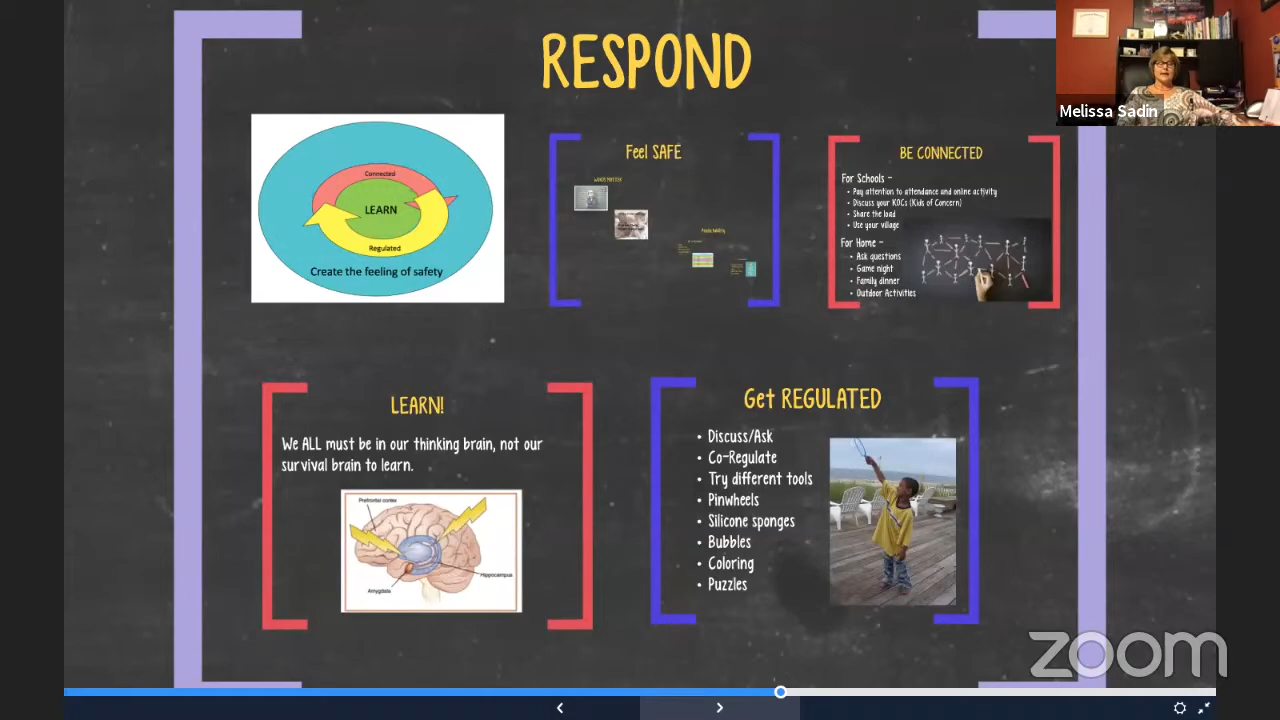 RESPOND
Melissa Sadin
Connected
LEARN
Regulated
Create the feeling of safety
Feel SAFE
WORDS MATTER
BE CONNECTED
For Schools –
• Pay attention to attendance and online activity
• Discuss your KOCs (Kids of Concern)
• Share the load
• Use your village
For Home –
• Ask questions
• Game night
• Family dinner
• Outdoor Activities
LEARN!
We ALL must be in our thinking brain, not our
survival brain to learn.
Prefrontal cortex
Hippocampus
Amygdala
Get REGULATED
• Discuss/Ask
• Co-Regulate
• Try different tools
• Pinwheels
• Silicone sponges
• Bubbles
• Coloring
• Puzzles
zoom